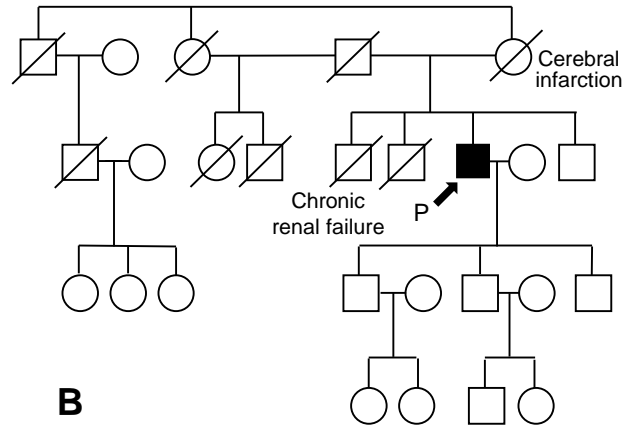 Cerebral
infarction
Chronic
renal failure
P
B